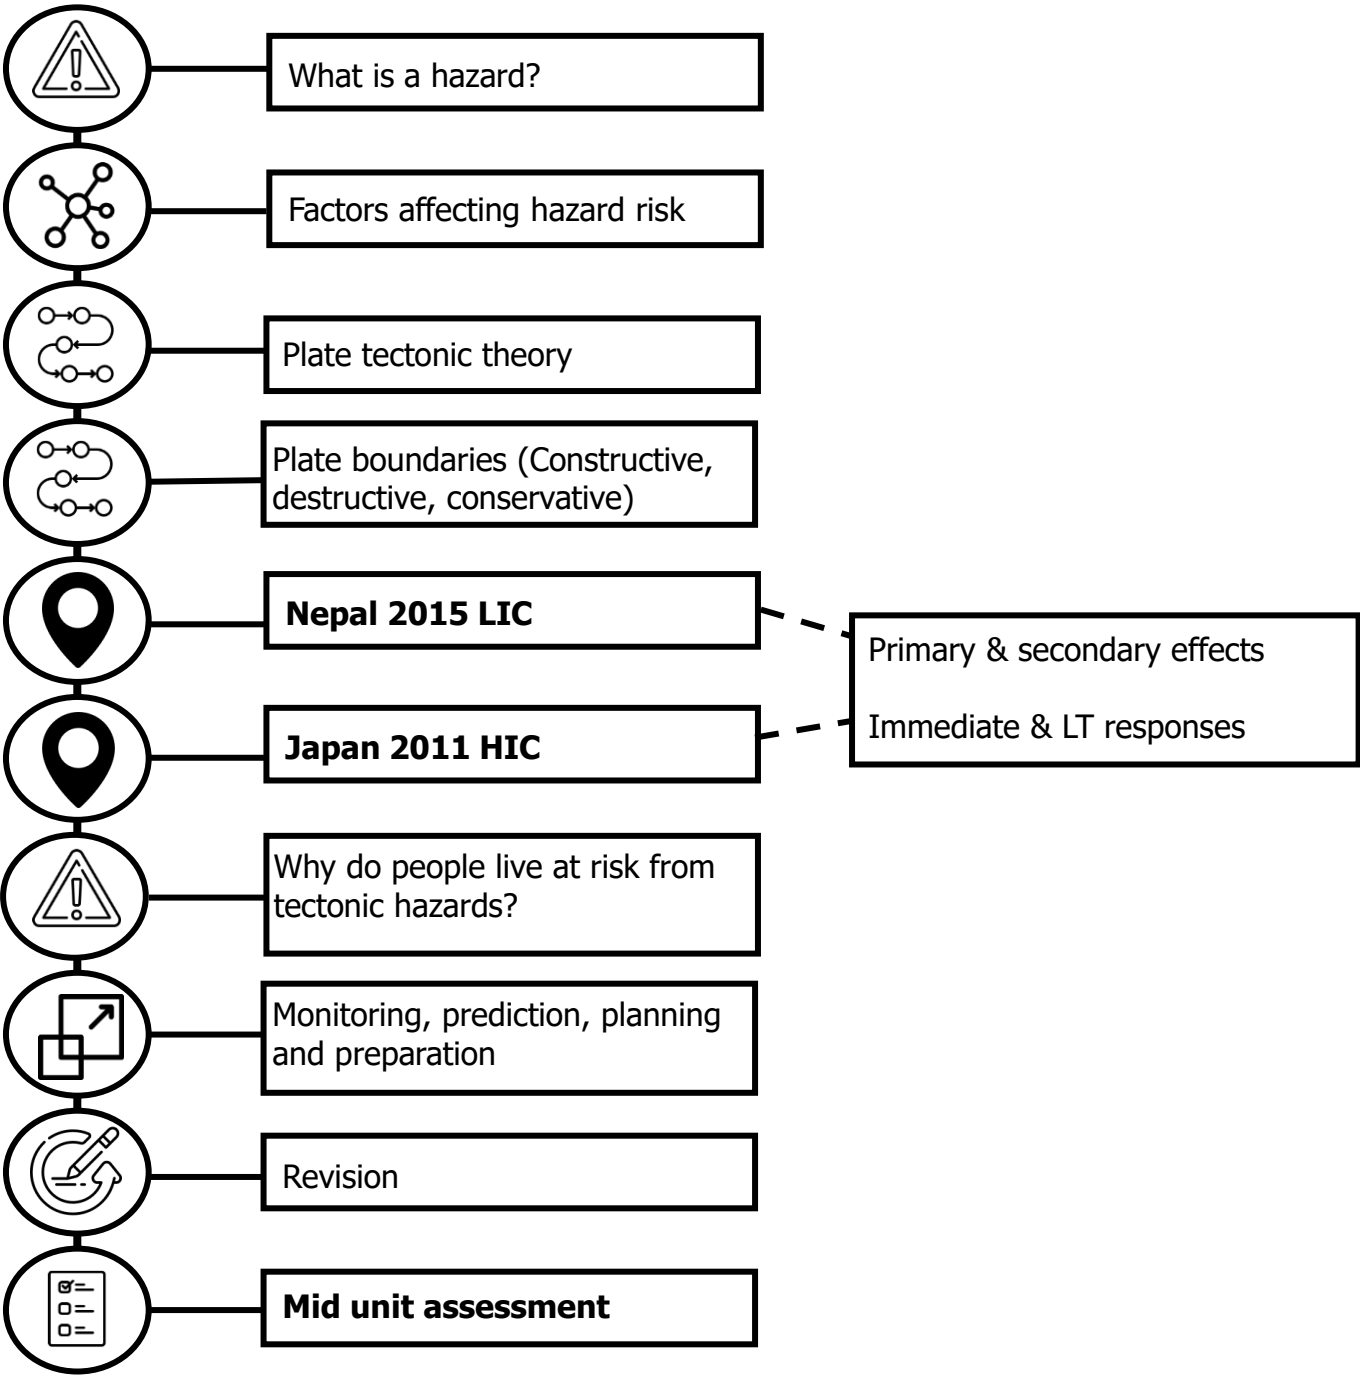 What is a hazard?
Factors affecting hazard risk
Plate tectonic theory
Plate boundaries (Constructive,
destructive, conservative)
Nepal 2015 LIC
Primary & secondary effects
Immediate & LT responses
Japan 2011 HIC
Why do people live at risk from
tectonic hazards?
Monitoring, prediction, planning
and preparation
Revision
Mid unit assessment